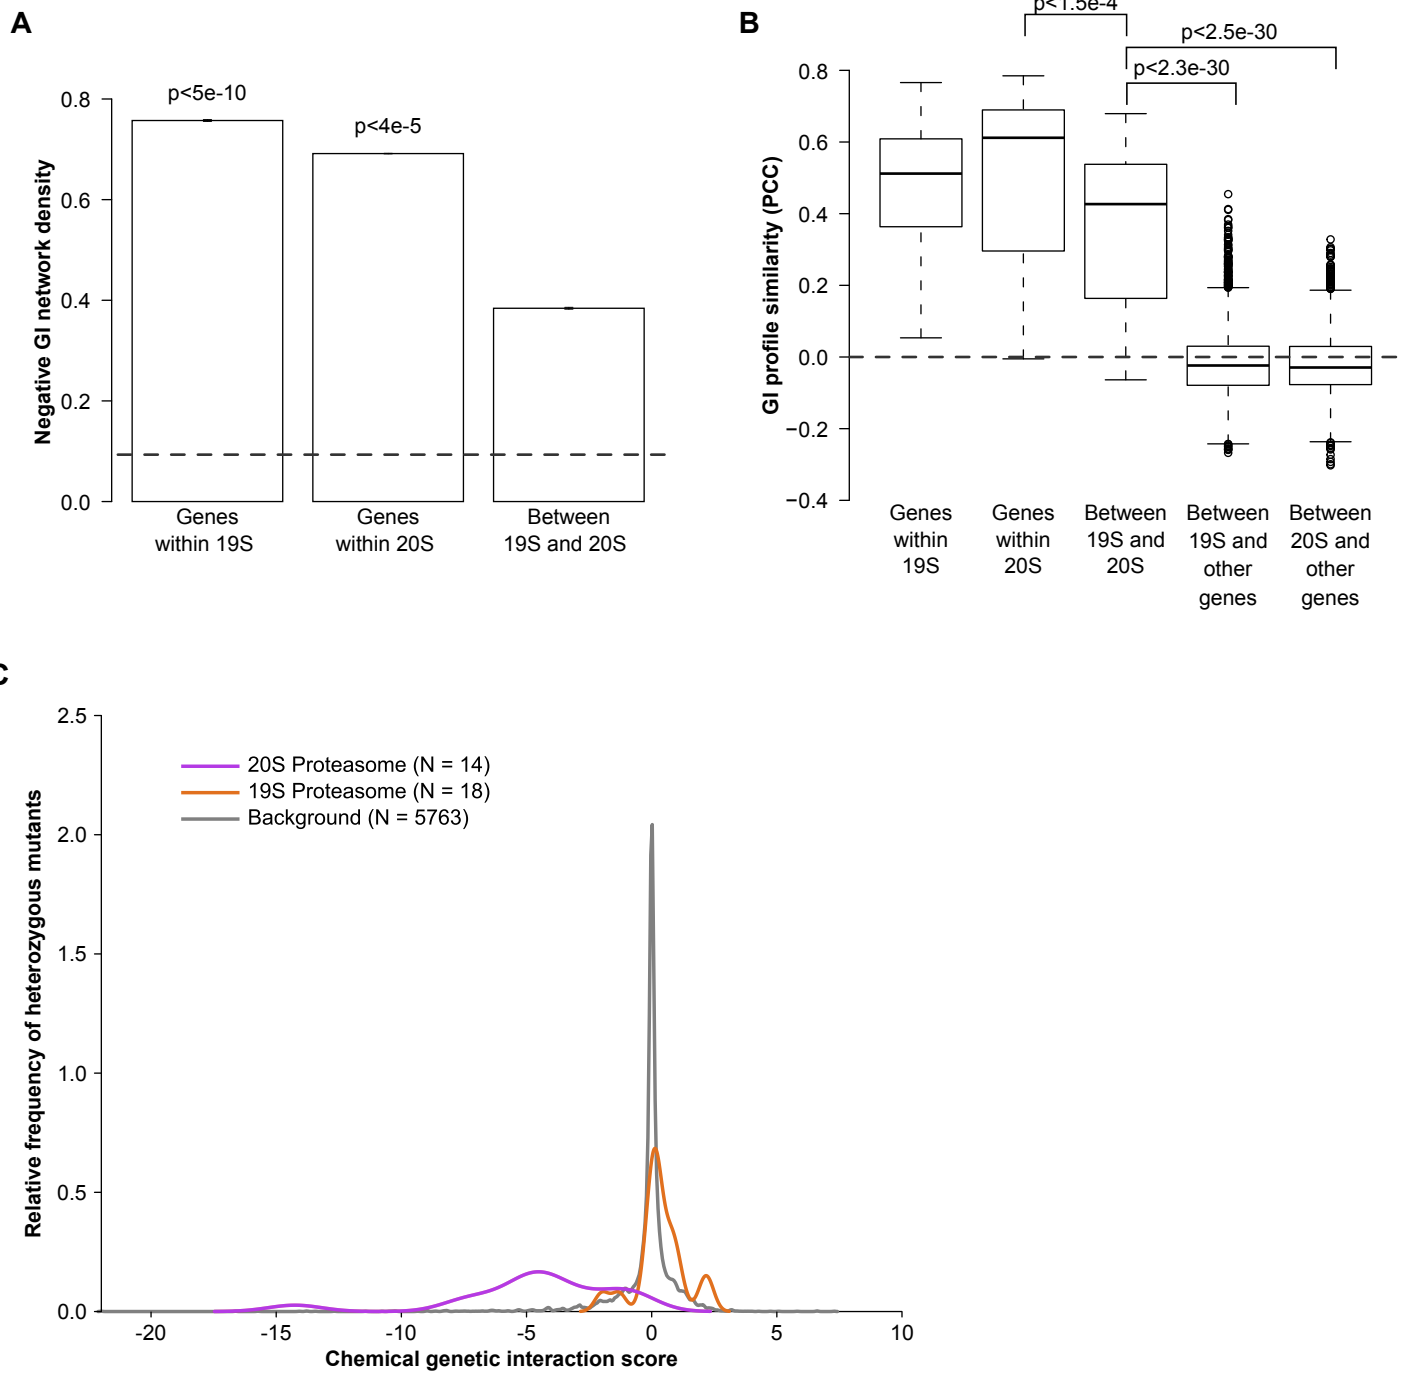 A
B
p<1.5e-4
p<2.5e-30
p<2.3e-30
p<5e-10
p<4e-5
Negative GI network density
0.8
0.6
0.4
0.2
0.0
Genes
within 19S
Genes
within 20S
Between
19S and 20S
GI profile similarity (PCC)
0.8
0.6
0.4
0.2
0.0
−0.2
−0.4
Genes
within
19S
Genes
within
20S
Between
19S and
20S
Between
19S and
other
genes
Between
20S and
other
genes
C
Relative frequency of heterozygous mutants
2.5
2.0
1.5
1.0
0.5
0.0
20S Proteasome (N = 14)
19S Proteasome (N = 18)
Background (N = 5763)
-20
-15
-10
-5
0
5
10
Chemical genetic interaction score